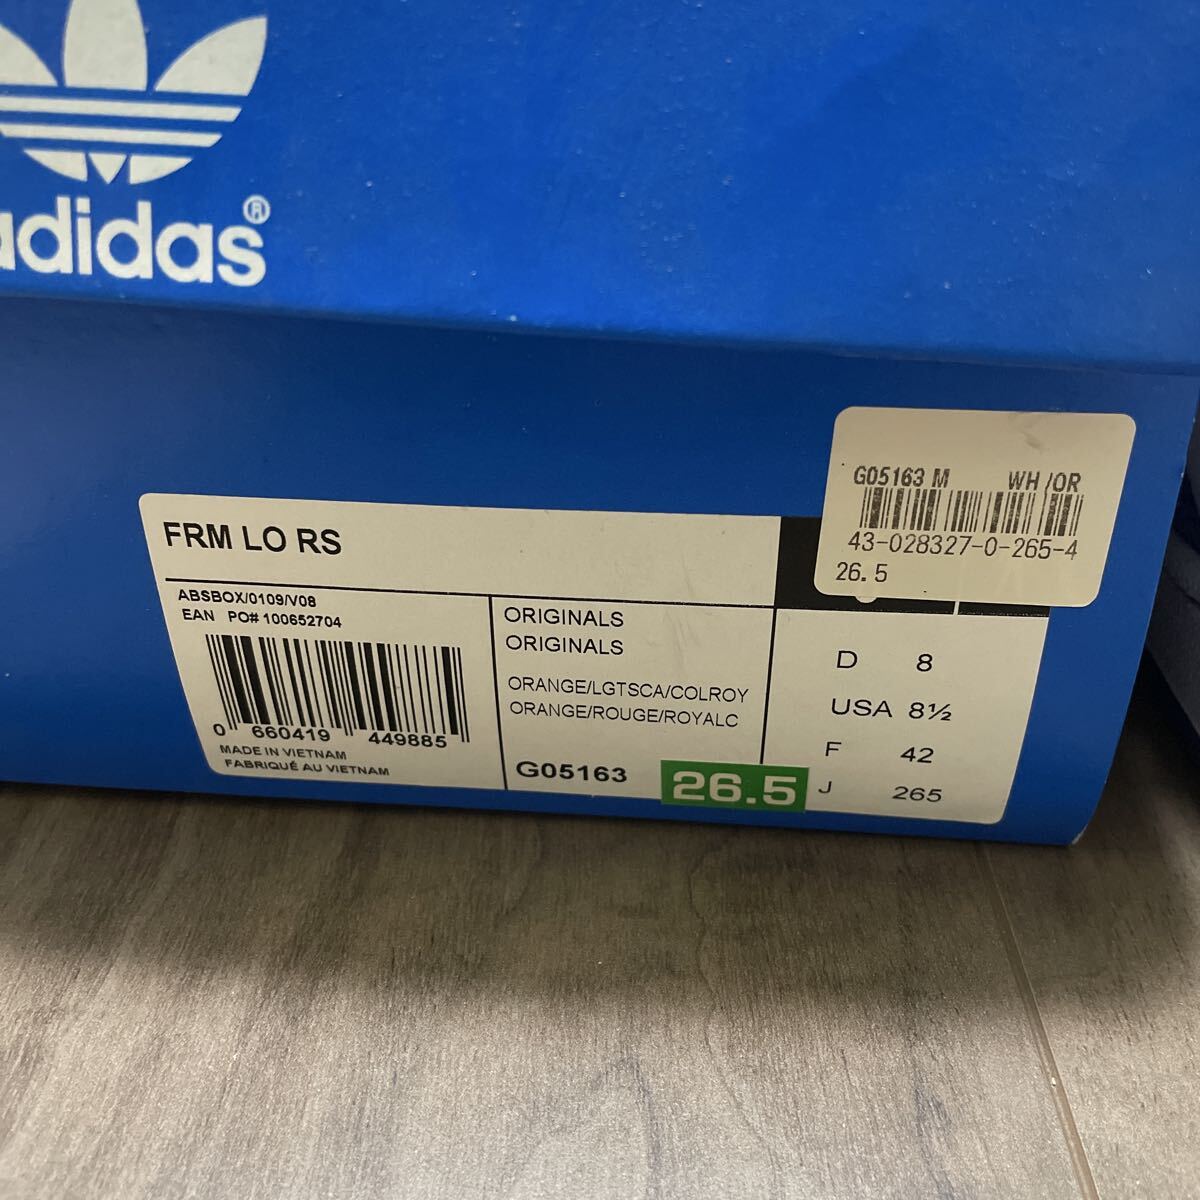 adidas®
G05163 M WH/OR
43-028327-0-265-4
26.5
FRM LO RS
ABSBOX/0109/V08
EAN PO# 100652704
0 660419 449885
MADE IN VIETNAM
FABRIQUÉ AU VIETNAM
ORIGINALS
ORIGINALS
ORANGE/LGTSCA/COLROY
ORANGE/ROUGE/ROYALC
G05163
26.5
D 8
USA 8½
F 42
J 265